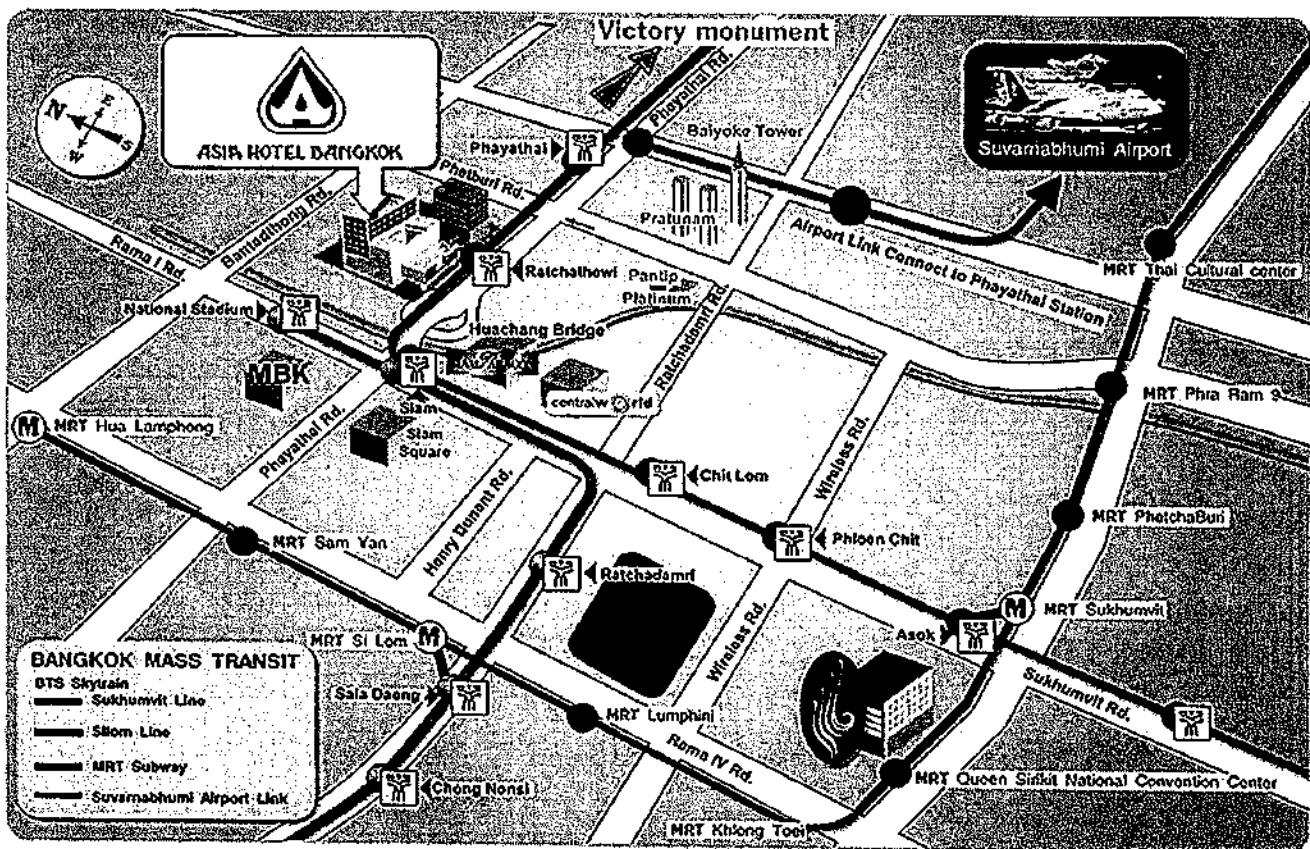 Victory monument
N
E
S
W
ASIA HOTEL BANGKOK
Suvarnabhumi Airport
Phayathai Rd.
Baiyoke Tower
Phayathai
Phetburi Rd.
Bantadthong Rd.
Rama I Rd.
Pratunam
Airport Link Connect to Phayathai Station
MRT Thai Cultural center
Ratchathewi
Pantip
Platinum
National Stadium
Huachang Bridge
Ratchadamri Rd.
MBK
centralw rld
MRT Phra Ram 9
M
MRT Hua Lamphong
Siam
Siam
Square
Phayathai Rd.
Wireless Rd.
Chit Lom
Henry Dunant Rd.
MRT PhetchaBuri
MRT Sam Yan
Phloen Chit
Ratchadamri
M
MRT Sukhumvit
Asok
MRT Si Lom
M
Wireless Rd.
Sukhumvit Rd.
BANGKOK MASS TRANSIT
BTS Skytrain
Sukhumvit Line
Silom Line
MRT Subway
Suvarnabhumi Airport Link
Sala Daeng
MRT Lumphini
Rama IV Rd.
Chong Nonsi
MRT Queen Sirikit National Convention Center
MRT Khlong Toei